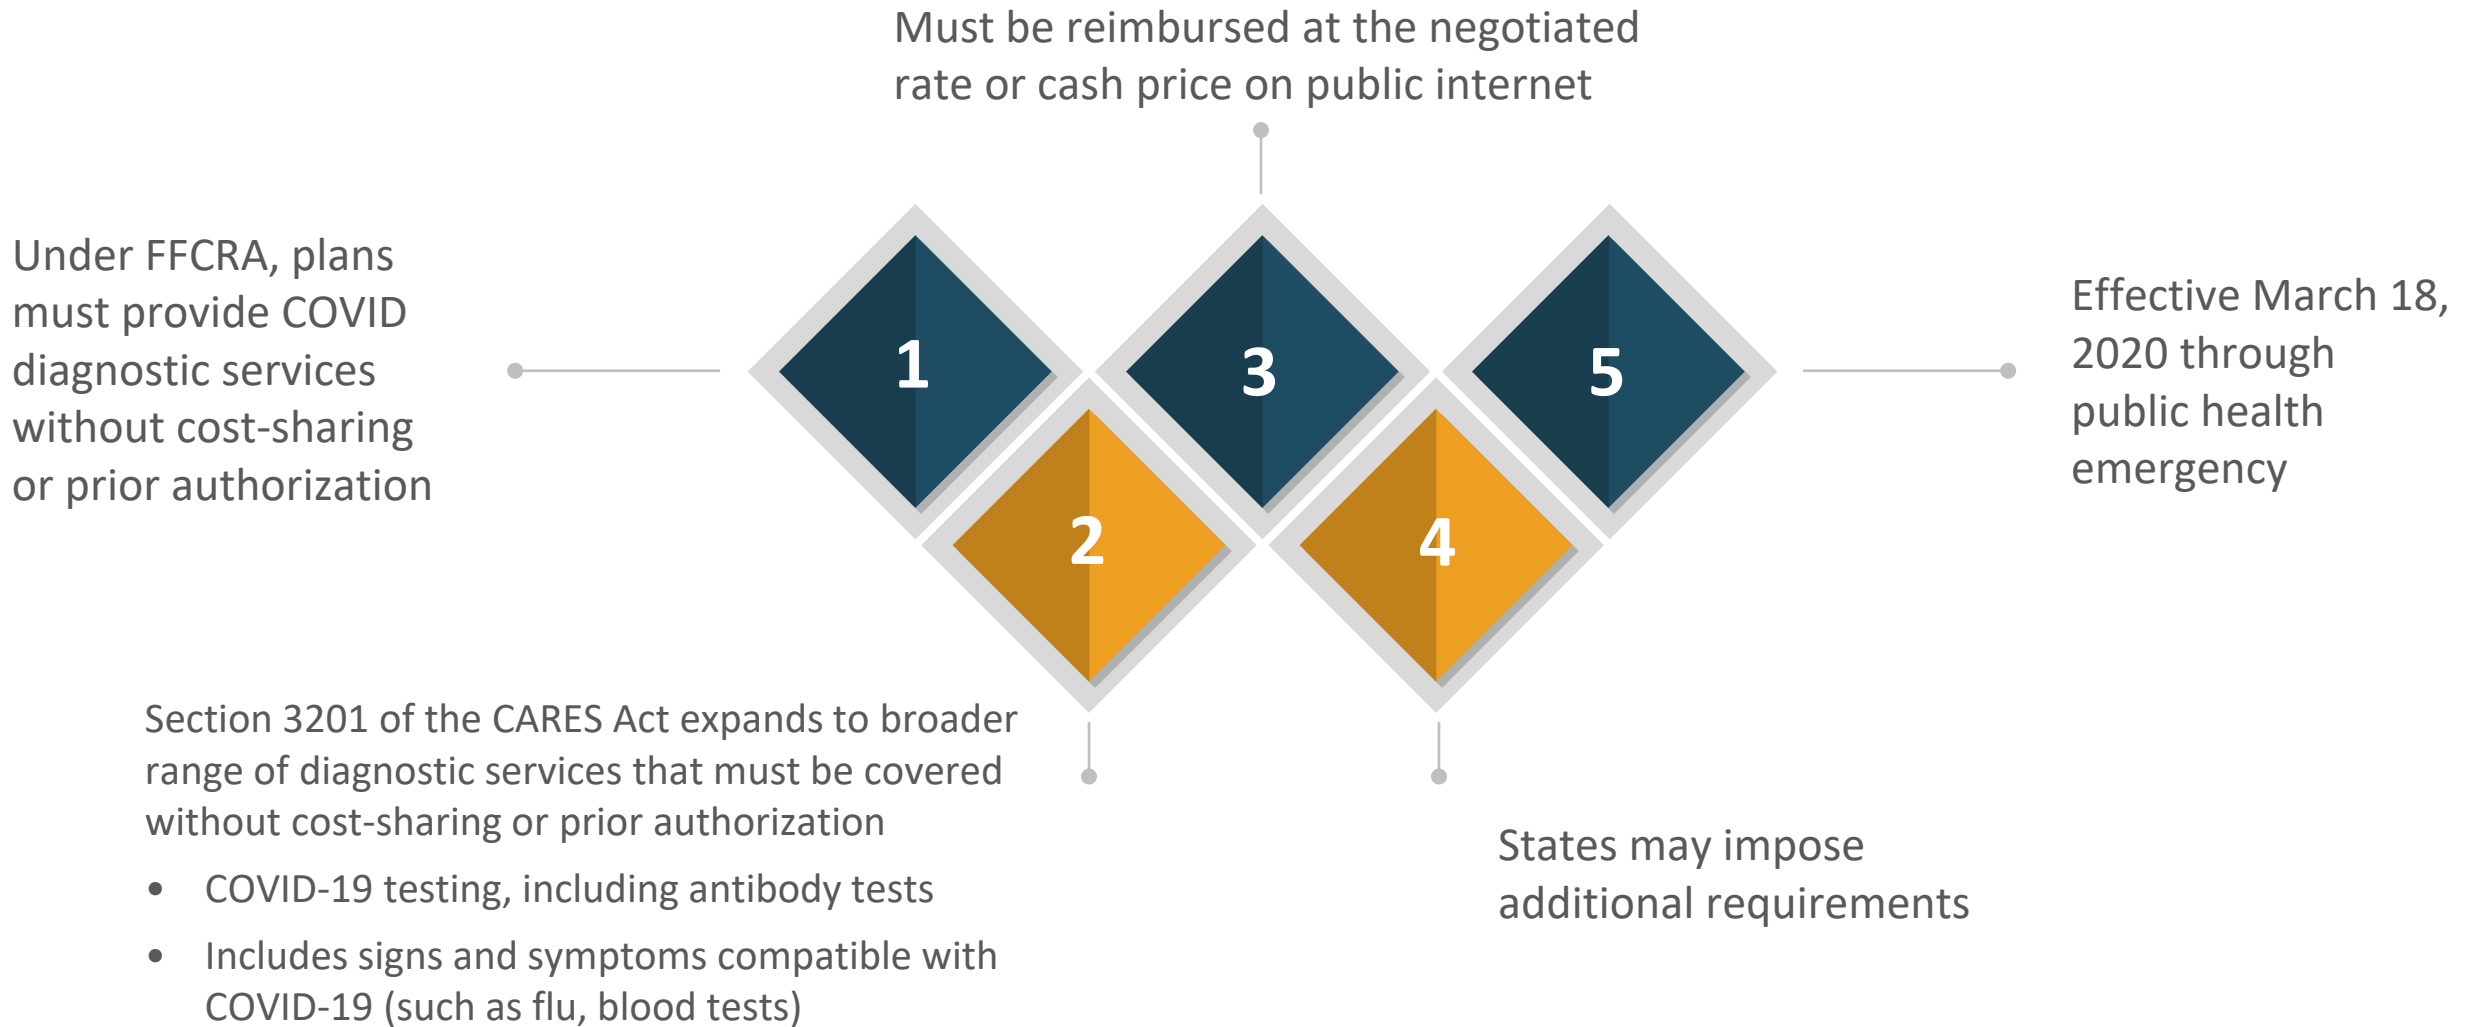 Must be reimbursed at the negotiated
rate or cash price on public internet
Under FFCRA, plans
must provide COVID
diagnostic services
without cost-sharing
or prior authorization
1
3
5
Effective March 18,
2020 through
public health
emergency
2
4
Section 3201 of the CARES Act expands to broader
range of diagnostic services that must be covered
without cost-sharing or prior authorization
• COVID-19 testing, including antibody tests
• Includes signs and symptoms compatible with
COVID-19 (such as flu, blood tests)
States may impose
additional requirements